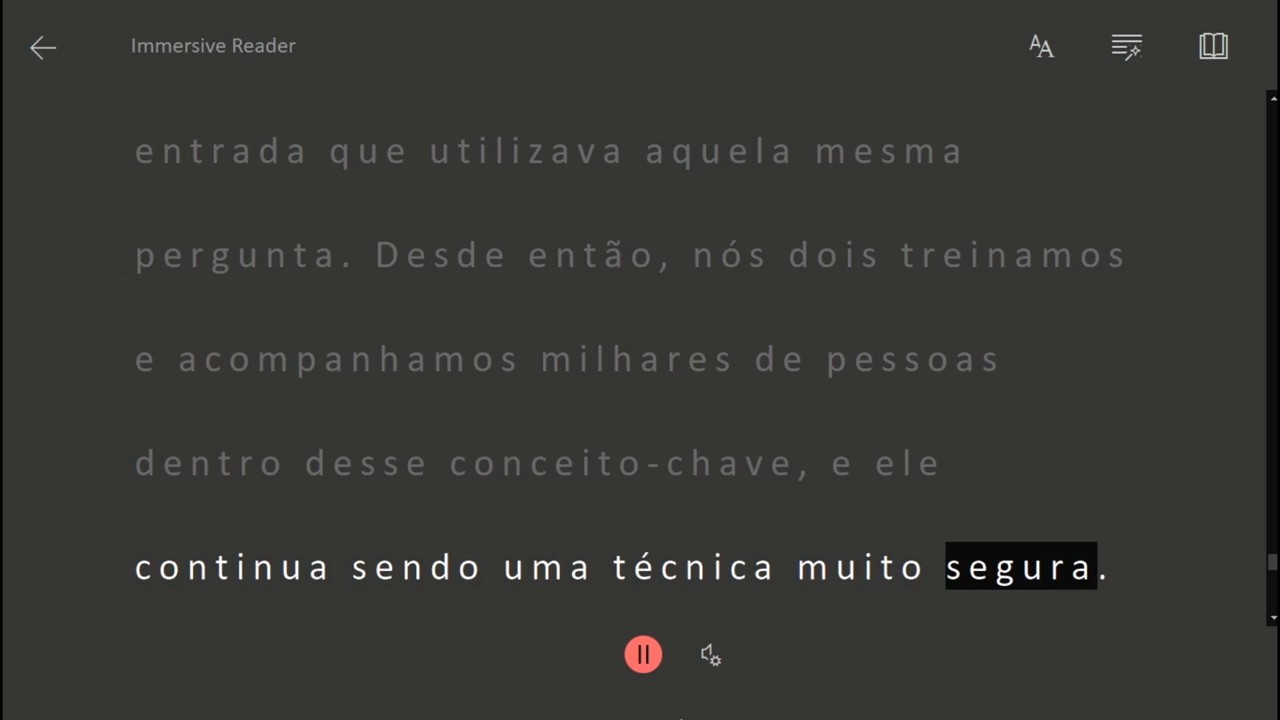 Immersive Reader
entrada que utilizava aquela mesma
pergunta. Desde então, nós dois treinamos
e acompanhamos milhares de pessoas
dentro desse conceito-chave, e ele
continua sendo uma técnica muito segura.